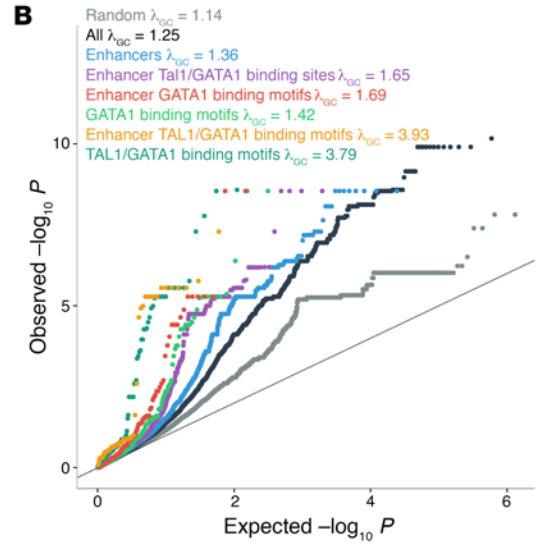 B
Random λGC = 1.14
All λGC = 1.25
Enhancers λGC = 1.36
Enhancer Tal1/GATA1 binding sites λGC = 1.65
Enhancer GATA1 binding motifs λGC = 1.69
GATA1 binding motifs λGC = 1.42
Enhancer TAL1/GATA1 binding motifs λGC = 3.93
TAL1/GATA1 binding motifs λGC = 3.79
10
5
0
Observed –log10 P
0 2 4 6
Expected –log10 P